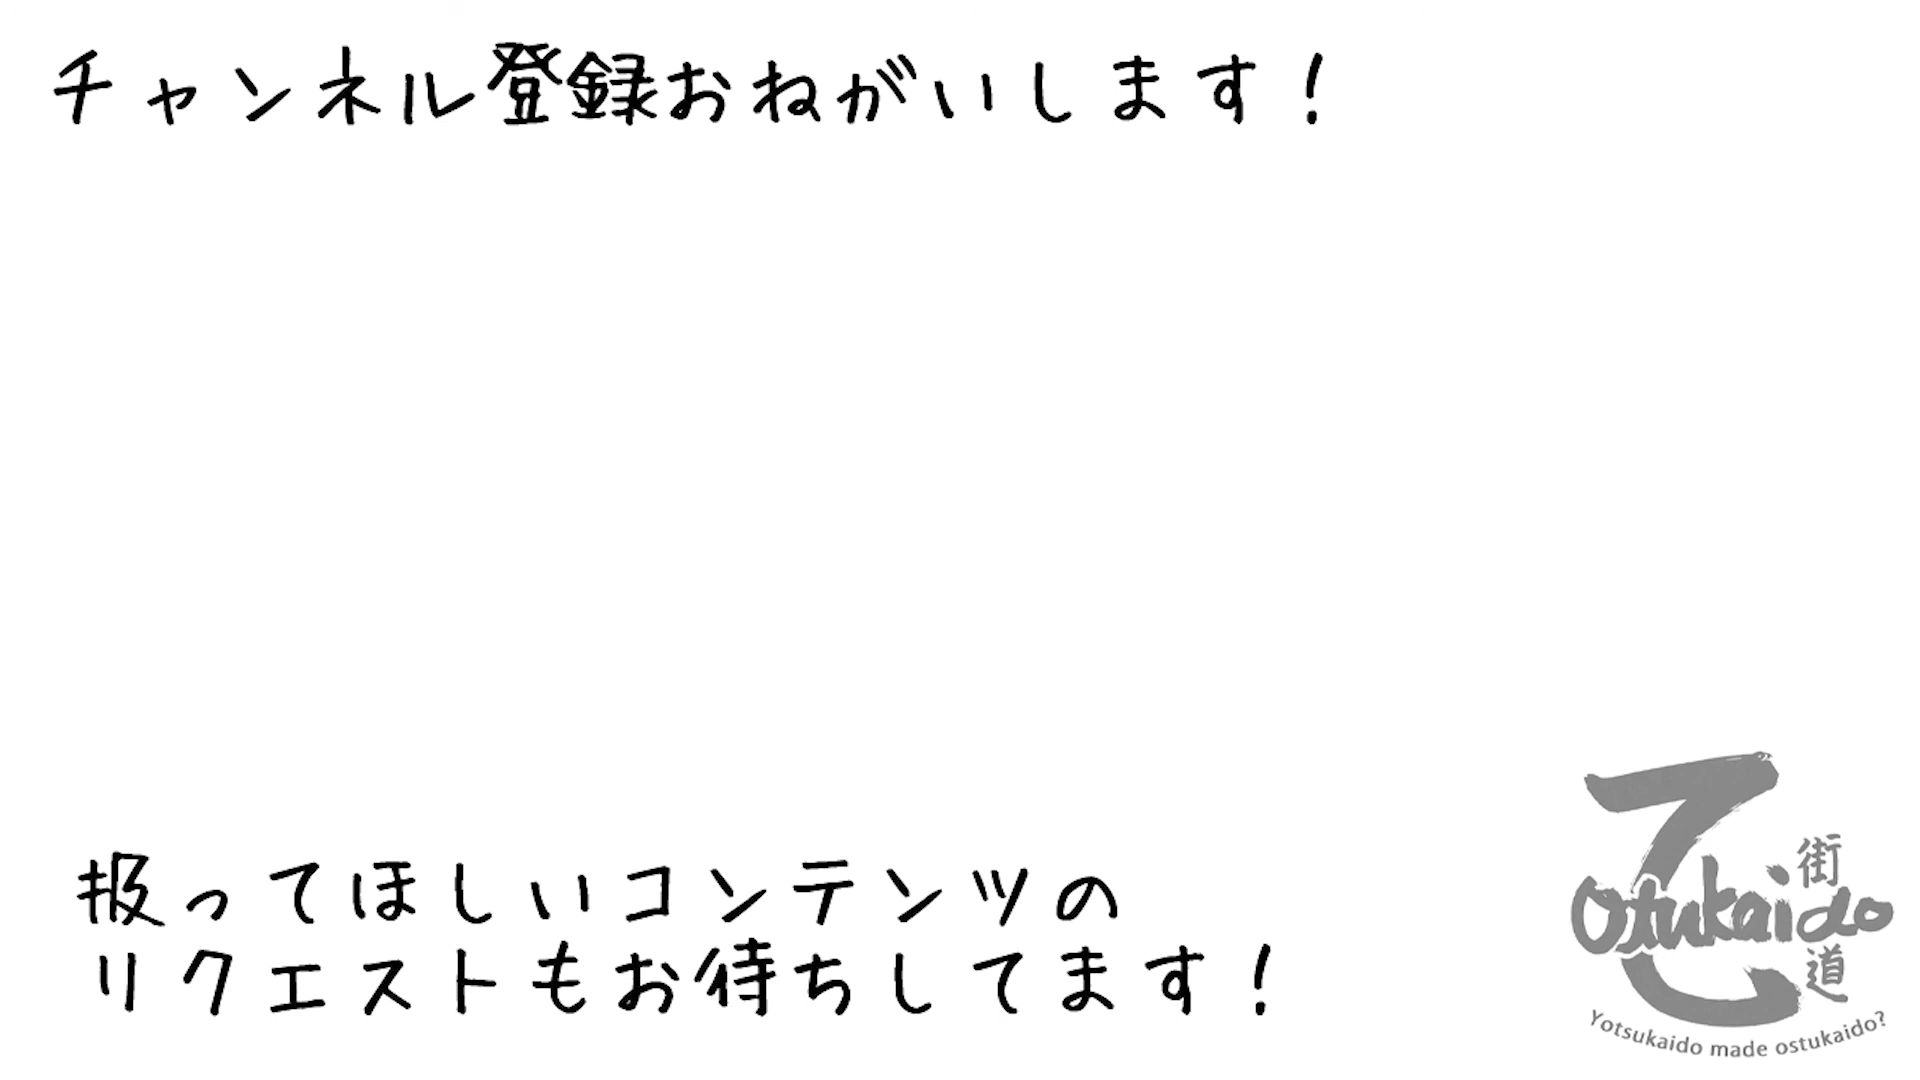 チャンネル登録おねがいします！
扱ってほしいコンテンツの
リクエストもお待ちしてます！
乙
街
Otukaido
道
Yotsukaido made ostukaido?